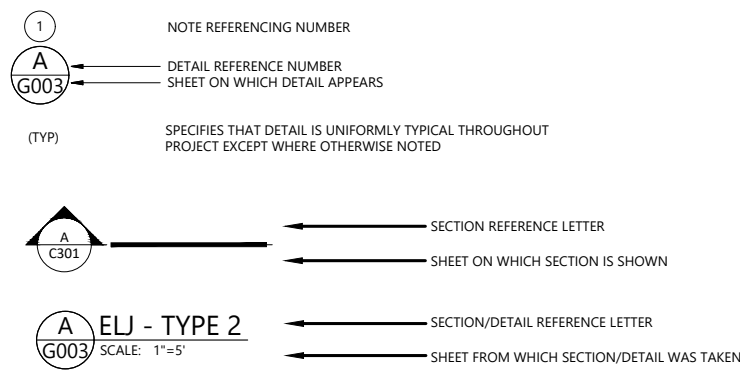 1 NOTE REFERENCING NUMBER
A DETAIL REFERENCE NUMBER
G003 SHEET ON WHICH DETAIL APPEARS
(TYP) SPECIFIES THAT DETAIL IS UNIFORMLY TYPICAL THROUGHOUT
PROJECT EXCEPT WHERE OTHERWISE NOTED
A SECTION REFERENCE LETTER
C301 SHEET ON WHICH SECTION IS SHOWN
A ELJ - TYPE 2 SECTION/DETAIL REFERENCE LETTER
G003 SCALE: 1"=5' SHEET FROM WHICH SECTION/DETAIL WAS TAKEN